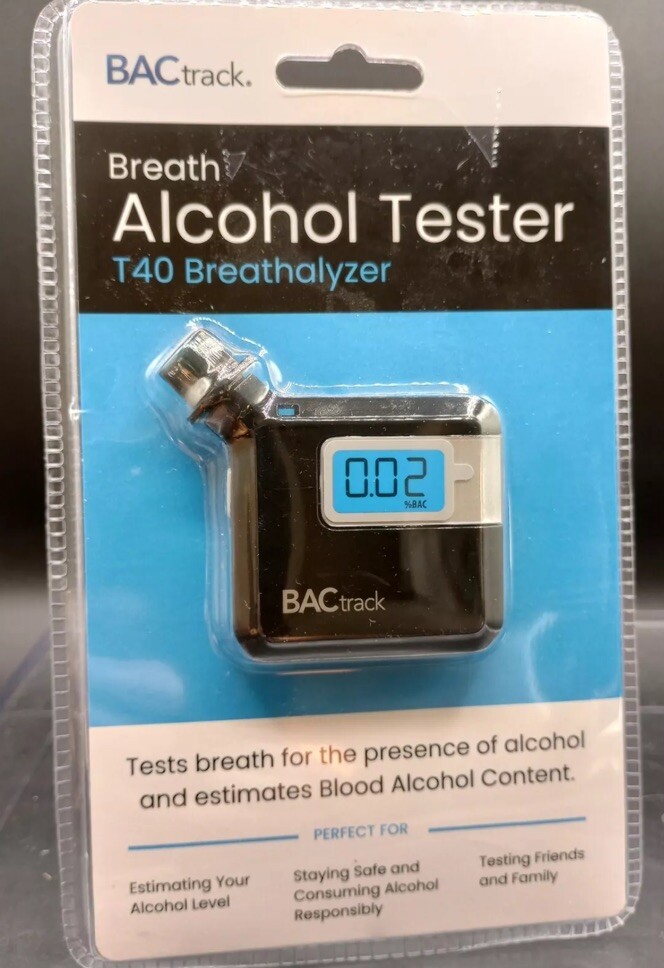 BACtrack.
Breath
Alcohol Tester
T40 Breathalyzer
0.02
%BAC
BACtrack
Tests breath for the presence of alcohol
and estimates Blood Alcohol Content.
PERFECT FOR
Estimating Your
Alcohol Level
Staying Safe and
Consuming Alcohol
Responsibly
Testing Friends
and Family